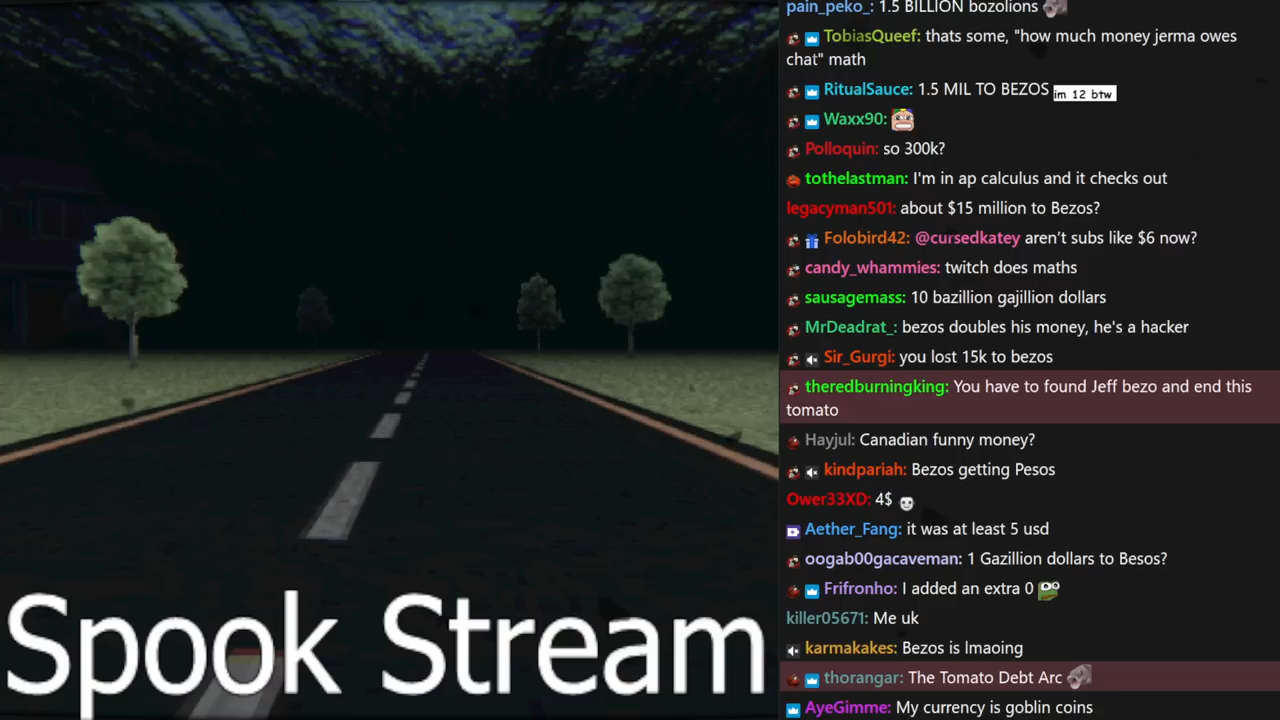 pain_peko_: 1.5 BILLION bozolions
TobiasQueef: thats some, "how much money jerma owes
chat" math
RitualSauce: 1.5 MIL TO BEZOS im 12 btw
Waxx90:
Polloquin: so 300k?
tothelastman: I'm in ap calculus and it checks out
legacyman501: about $15 million to Bezos?
Folobird42: @cursedkatey aren’t subs like $6 now?
candy_whammies: twitch does maths
sausagemass: 10 bazillion gajillion dollars
MrDeadrat_: bezos doubles his money, he's a hacker
Sir_Gurgi: you lost 15k to bezos
theredburningking: You have to found Jeff bezo and end this
tomato
Hayjul: Canadian funny money?
kindpariah: Bezos getting Pesos
Ower33XD: 4$
Aether_Fang: it was at least 5 usd
oogab00gacaveman: 1 Gazillion dollars to Besos?
Frifronho: I added an extra 0
killer05671: Me uk
karmakakes: Bezos is lmaoing
thorangar: The Tomato Debt Arc
AyeGimme: My currency is goblin coins
Spook Stream